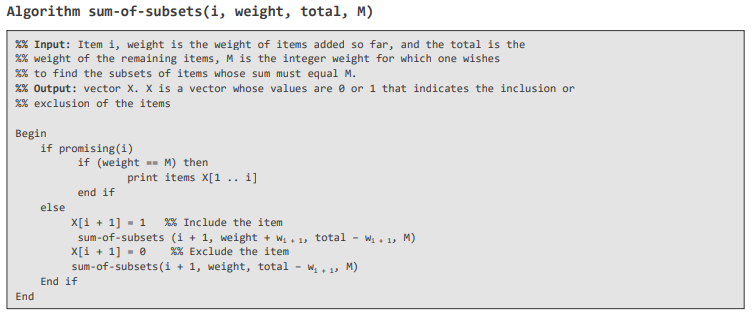 Algorithm sum-of-subsets(i, weight, total, M)
%% Input: Item i, weight is the weight of items added so far, and the total is the
%% weight of the remaining items, M is the integer weight for which one wishes
%% to find the subsets of items whose sum must equal M.
%% Output: vector X. X is a vector whose values are 0 or 1 that indicates the inclusion or
%% exclusion of the items
Begin
if promising(i)
if (weight == M) then
print items X[1 .. i]
end if
else
X[i + 1] = 1 %% Include the item
sum-of-subsets (i + 1, weight + wᵢ ₊ ₁, total − wᵢ ₊ ₁, M)
X[i + 1] = 0 %% Exclude the item
sum-of-subsets(i + 1, weight, total − wᵢ ₊ ₁, M)
End if
End